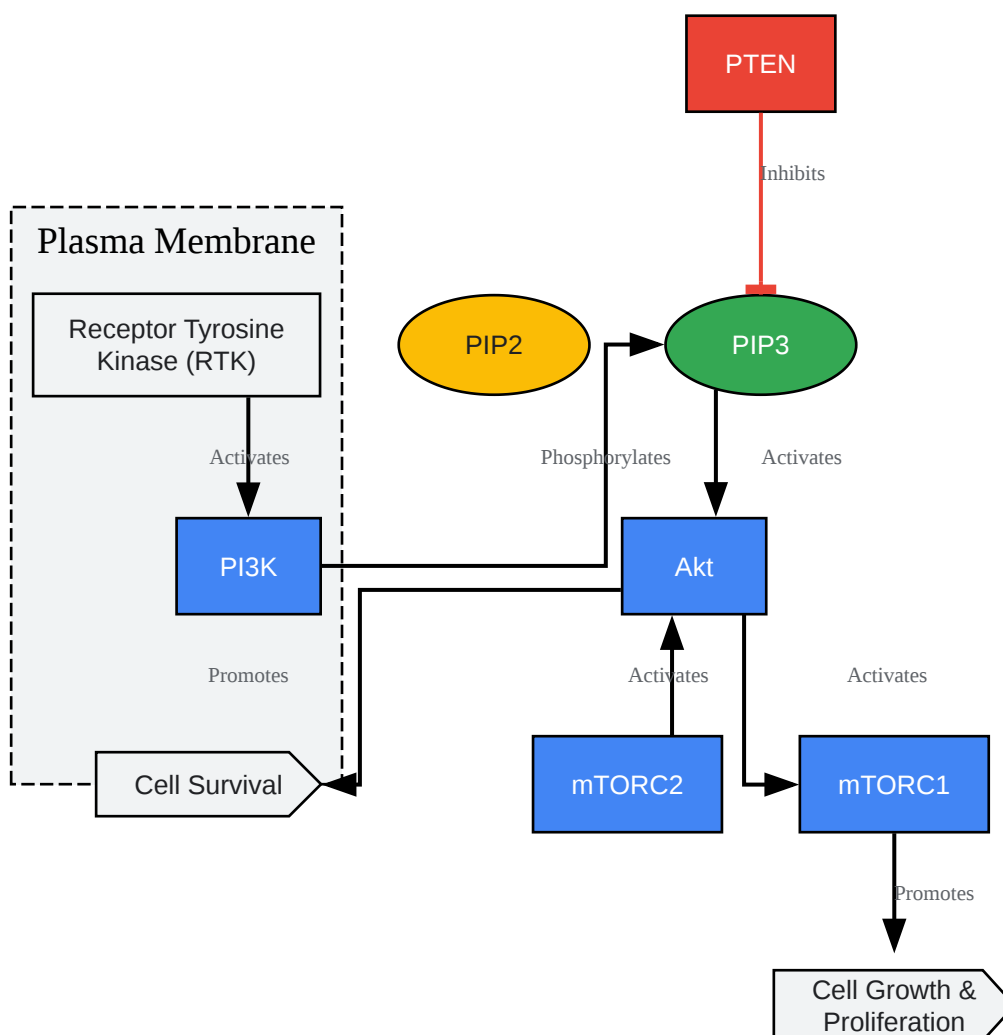 PTEN
Inhibits
Plasma Membrane
Receptor Tyrosine
Kinase (RTK)
PIP2
PIP3
Activates
Phosphorylates
Activates
PI3K
Akt
Promotes
Activates
Activates
Cell Survival
mTORC2
mTORC1
Promotes
Cell Growth &
Proliferation